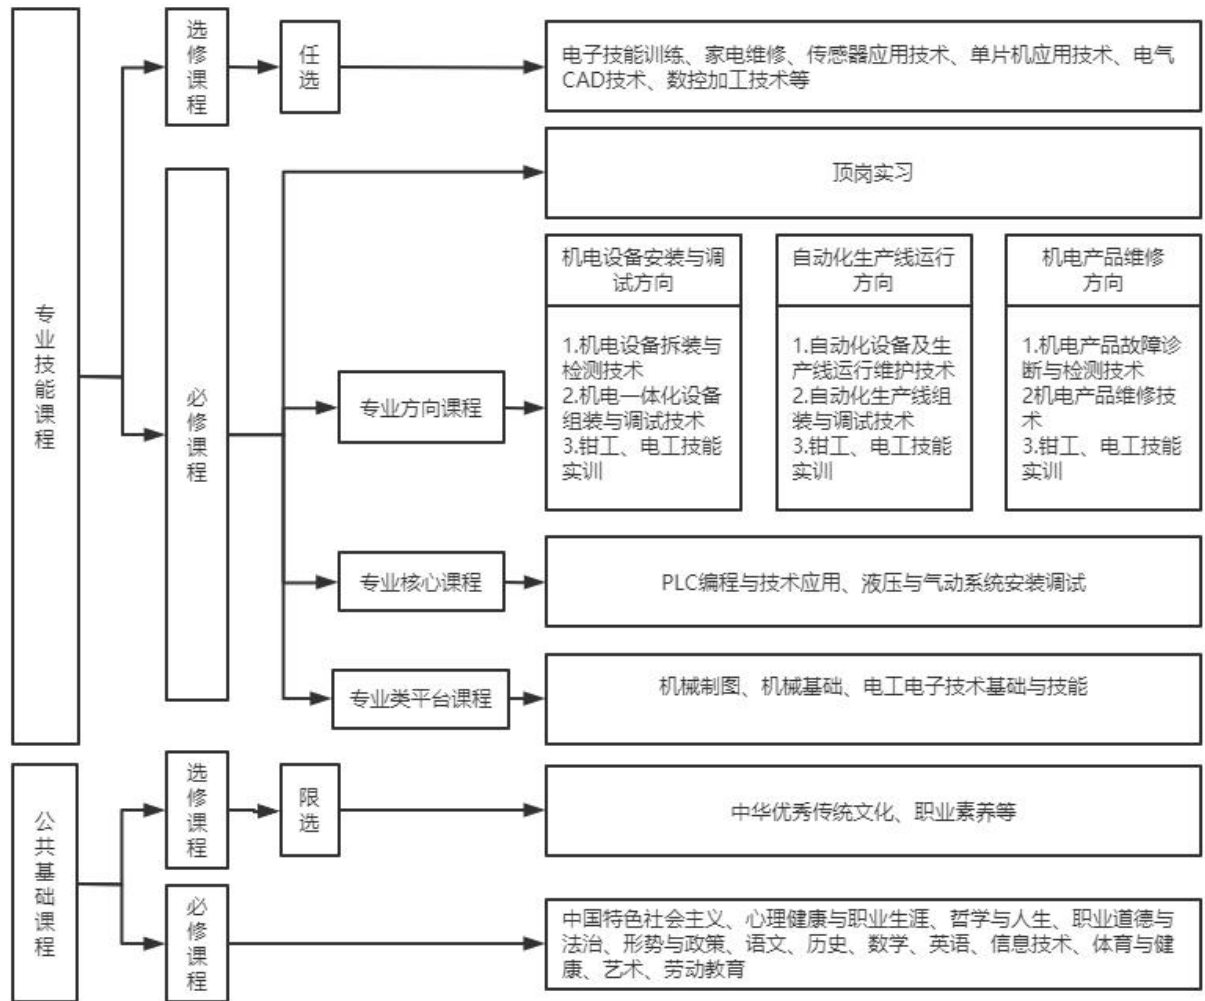 专业技能课程
选修课程
任选
电子技能训练、家电维修、传感器应用技术、单片机应用技术、电气
CAD技术、数控加工技术等
必修课程
顶岗实习
专业方向课程
机电设备安装与调
试方向
1.机电设备拆装与
检测技术
2.机电一体化设备
组装与调试技术
3.钳工、电工技能
实训
自动化生产线运行
方向
1.自动化设备及生
产线运行维护技术
2.自动化生产线组
装与调试技术
3.钳工、电工技能
实训
机电产品维修
方向
1.机电产品故障诊
断与检测技术
2机电产品维修技
术
3.钳工、电工技能
实训
专业核心课程
PLC编程与技术应用、液压与气动系统安装调试
专业类平台课程
机械制图、机械基础、电工电子技术基础与技能
公共基础课程
选修课程
限选
中华优秀传统文化、职业素养等
必修课程
中国特色社会主义、心理健康与职业生涯、哲学与人生、职业道德与
法治、形势与政策、语文、历史、数学、英语、信息技术、体育与健
康、艺术、劳动教育